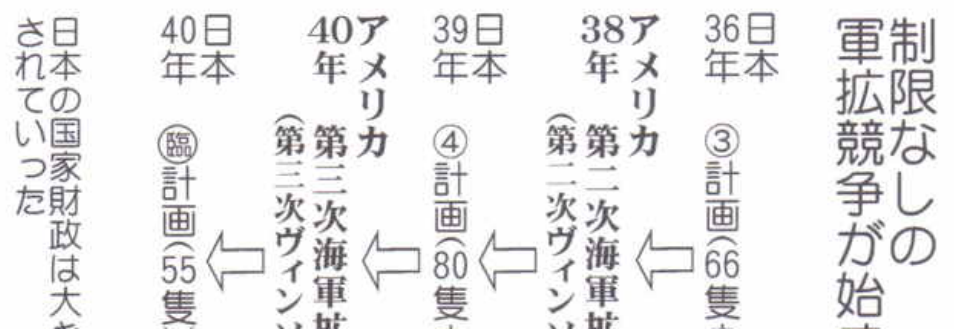 制限なしの
軍拡競争が始
日本
36年 ③計画(66隻
アメリカ
38年 第二次海軍拡
(第二次ヴィン
日本
39年 ④計画(80隻
アメリカ
40年 第三次海軍拡
(第三次ヴィン
日本
40年 ㊩計画(55隻
日本の国家財政は大
されていった